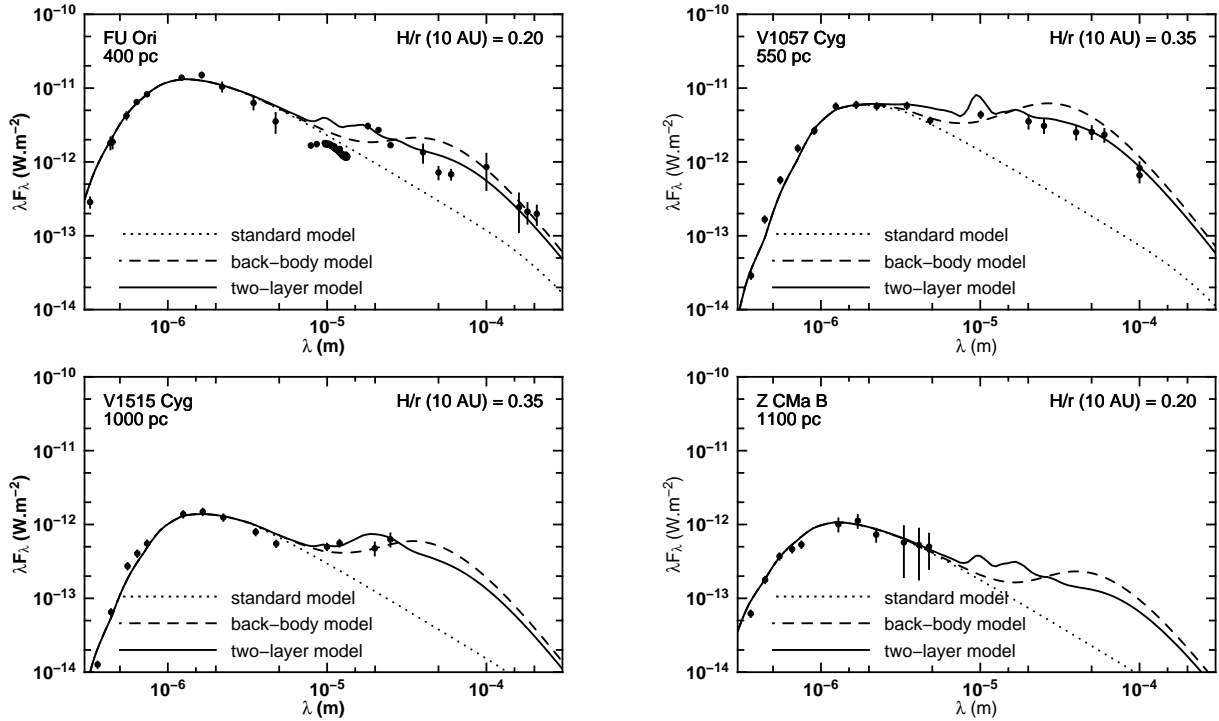 FU Ori
400 pc
H/r (10 AU) = 0.20
λFλ (W.m−2)
10−10
10−11
10−12
10−13
10−14
standard model
back−body model
two−layer model
10−6
10−5
10−4
λ (m)
V1057 Cyg
550 pc
H/r (10 AU) = 0.35
λFλ (W.m−2)
10−10
10−11
10−12
10−13
10−14
standard model
back−body model
two−layer model
10−6
10−5
10−4
λ (m)
V1515 Cyg
1000 pc
H/r (10 AU) = 0.35
λFλ (W.m−2)
10−10
10−11
10−12
10−13
10−14
standard model
back−body model
two−layer model
10−6
10−5
10−4
λ (m)
Z CMa B
1100 pc
H/r (10 AU) = 0.20
λFλ (W.m−2)
10−10
10−11
10−12
10−13
10−14
standard model
back−body model
two−layer model
10−6
10−5
10−4
λ (m)